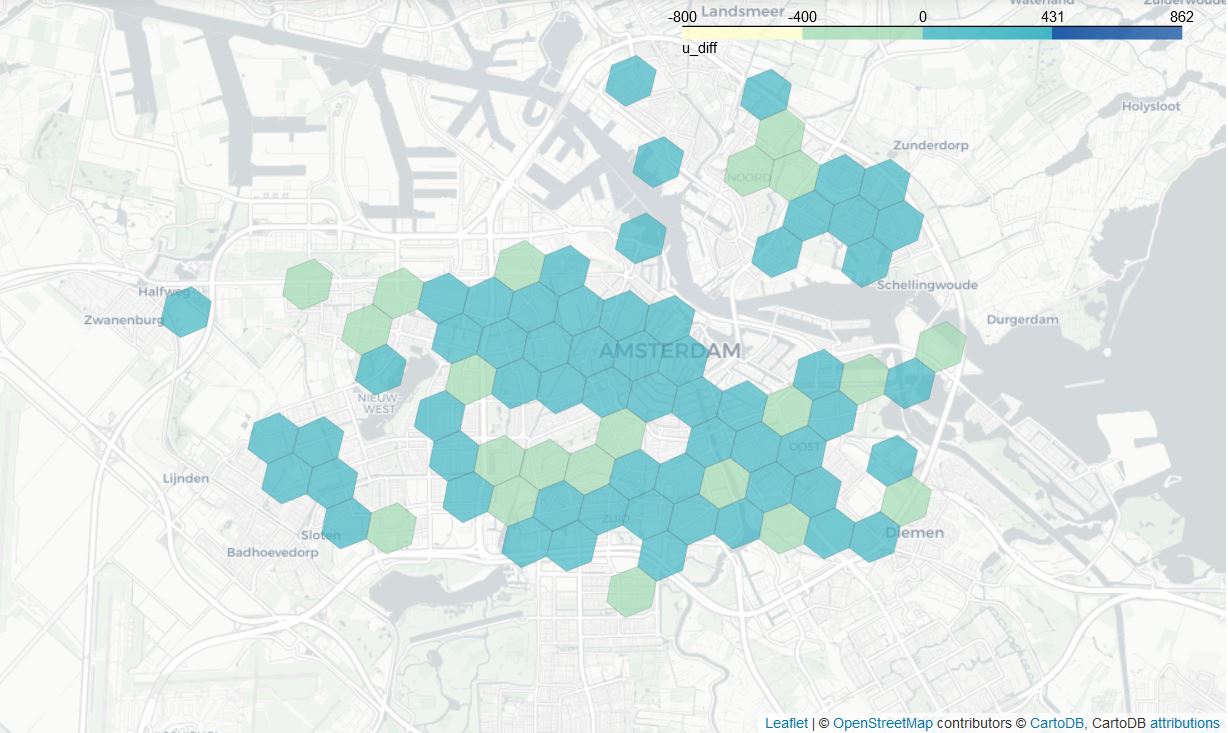 Landsmeer
Waterland
Zunderwoude
-800 -400 0 431 862
u_diff
Holysloot
Zunderdorp
NOORD
Halfweg
Schellingwoude
Zwanenburg
Durgerdam
AMSTERDAM
NIEUW-
WEST
OOST
Lijnden
ZUID
Sloten
Diemen
Badhoevedorp
Leaflet | © OpenStreetMap contributors © CartoDB, CartoDB attributions